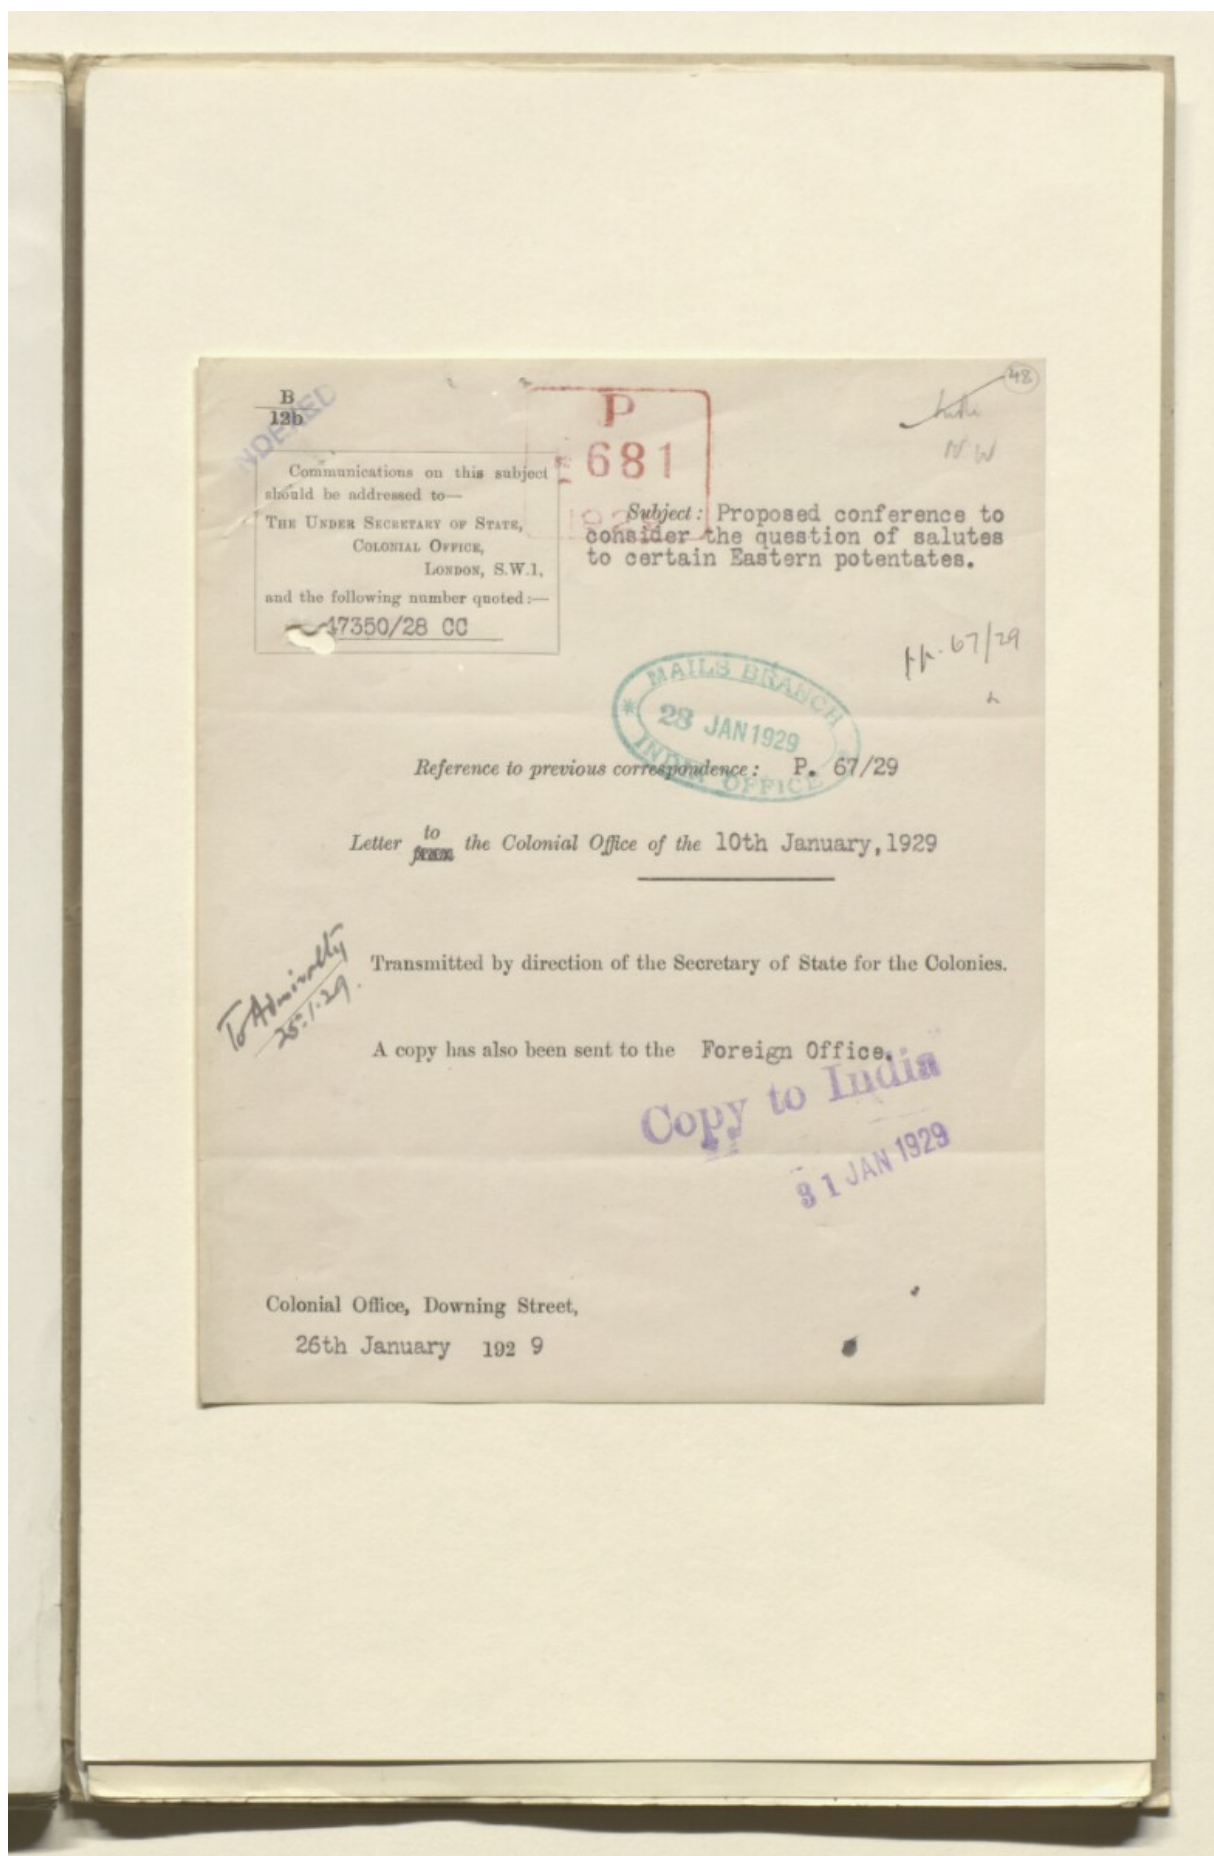 48
B
12b
INDEXED
P
681
1929
N W
Communications on this subject
should be addressed to—
THE UNDER SECRETARY OF STATE,
COLONIAL OFFICE,
LONDON, S.W.1,
and the following number quoted:—
47350/28 CC
Subject: Proposed conference to
consider the question of salutes
to certain Eastern potentates.
pp. 67/29
MAILS BRANCH
28 JAN 1929
INDIA OFFICE
Reference to previous correspondence: P. 67/29
Letter to from the Colonial Office of the 10th January, 1929
To Admiralty
25.1.29.
Transmitted by direction of the Secretary of State for the Colonies.
A copy has also been sent to the Foreign Office.
Copy to India
31 JAN 1929
Colonial Office, Downing Street,
26th January 1929